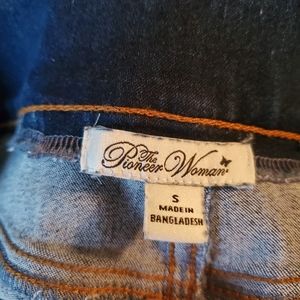 The
Pioneer Woman
S
MADE IN
BANGLADESH